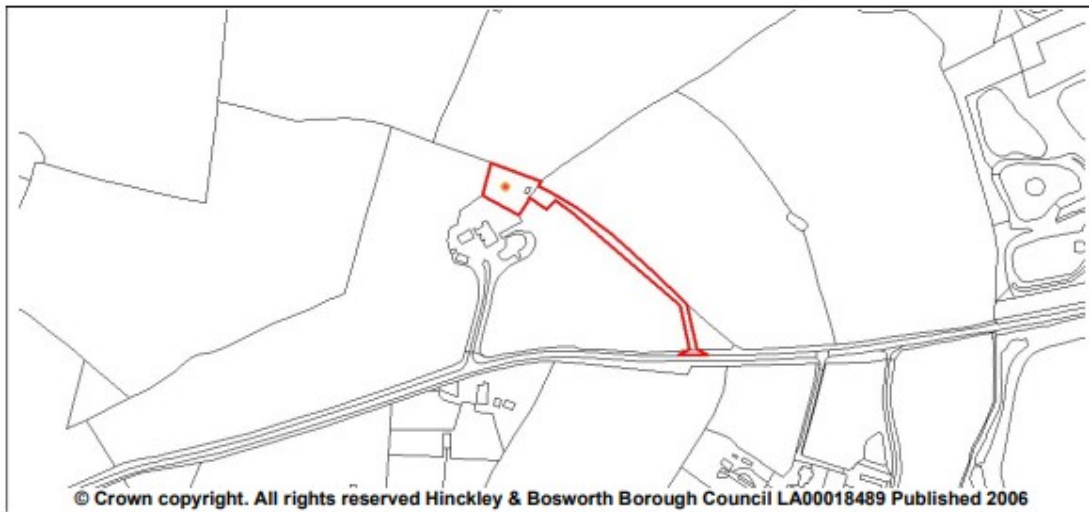 © Crown copyright. All rights reserved Hinckley & Bosworth Borough Council LA00018489 Published 2006